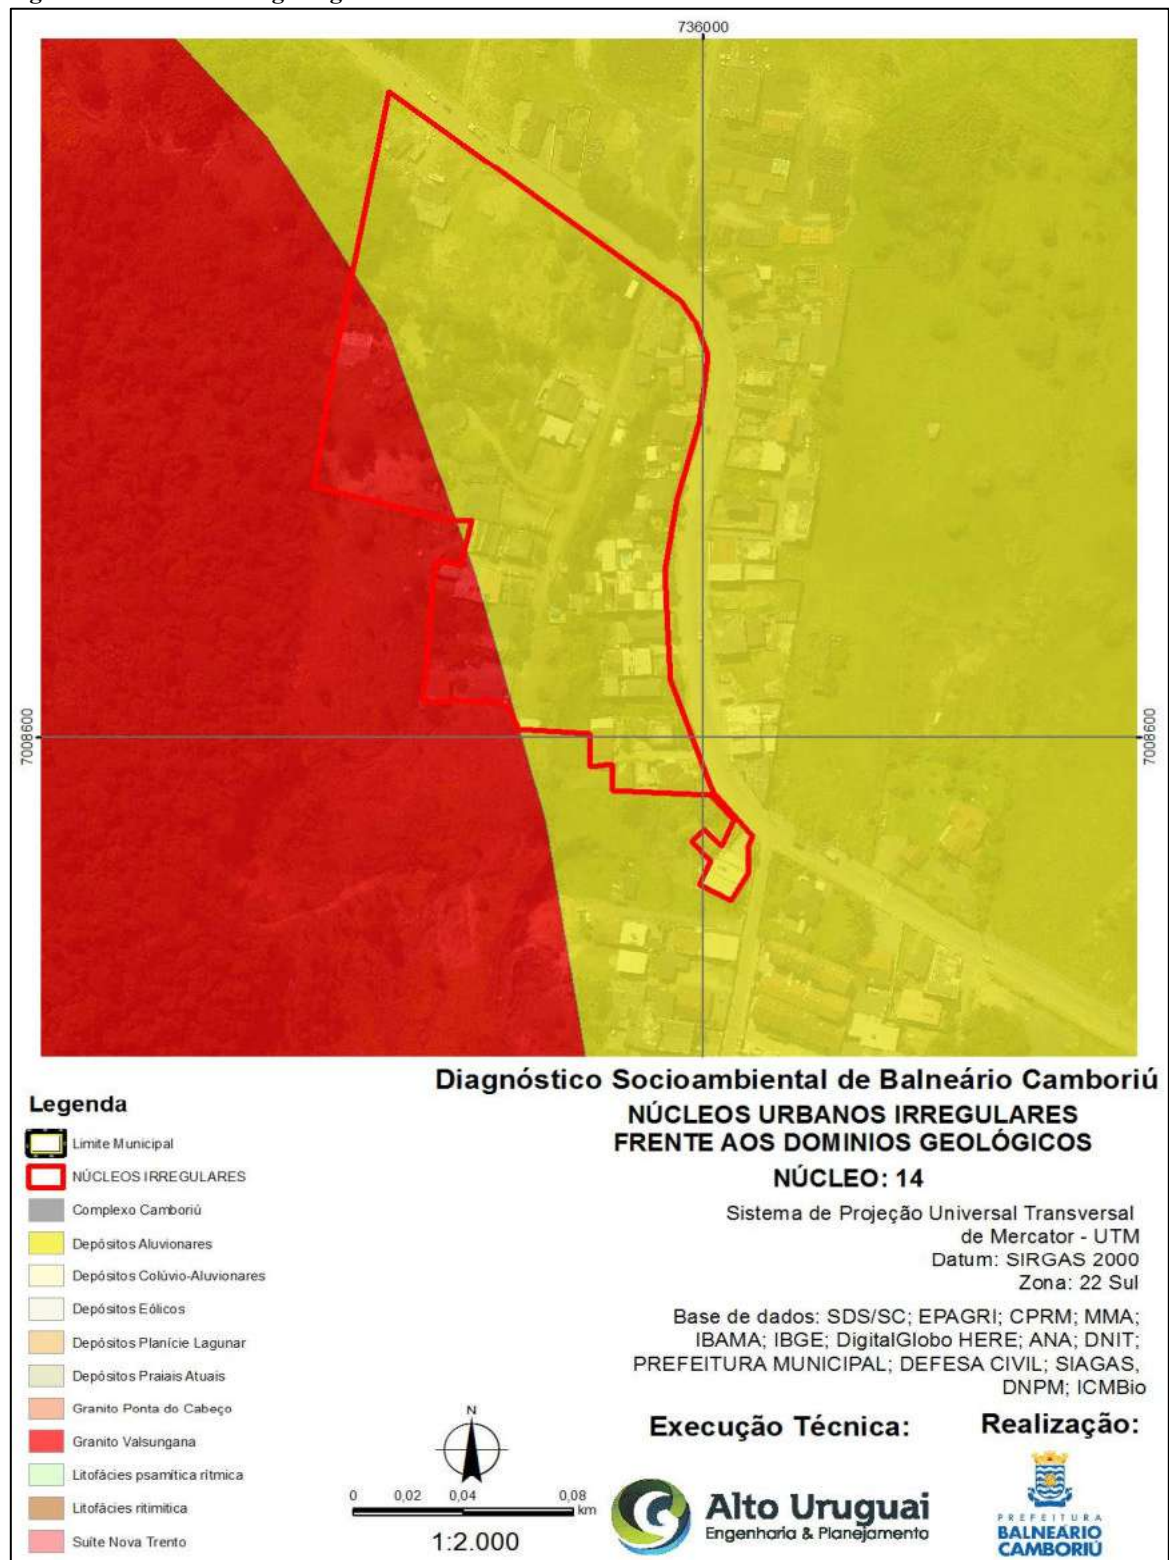 736000
7008600
7008600
Diagnóstico Socioambiental de Balneário Camboriú
NÚCLEOS URBANOS IRREGULARES
FRENTE AOS DOMINIOS GEOLÓGICOS
NÚCLEO: 14
Sistema de Projeção Universal Transversal
de Mercator - UTM
Datum: SIRGAS 2000
Zona: 22 Sul
Base de dados: SDS/SC; EPAGRI; CPRM; MMA;
IBAMA; IBGE; DigitalGlobo HERE; ANA; DNIT;
PREFEITURA MUNICIPAL; DEFESA CIVIL; SIAGAS,
DNPM; ICMBio
Legenda
Limite Municipal
NÚCLEOS IRREGULARES
Complexo Camboriú
Depósitos Aluvionares
Depósitos Colúvio-Aluvionares
Depósitos Eólicos
Depósitos Planície Lagunar
Depósitos Praiais Atuais
Granito Ponta do Cabeço
Granito Valsungana
Litofácies psamítica rítmica
Litofácies ritimitica
Suíte Nova Trento
N
0 0,02 0,04 0,08
km
1:2.000
Execução Técnica:
Alto Uruguai
Engenharia & Planejamento
Realização:
PREFEITURA
BALNEÁRIO
CAMBORIÚ